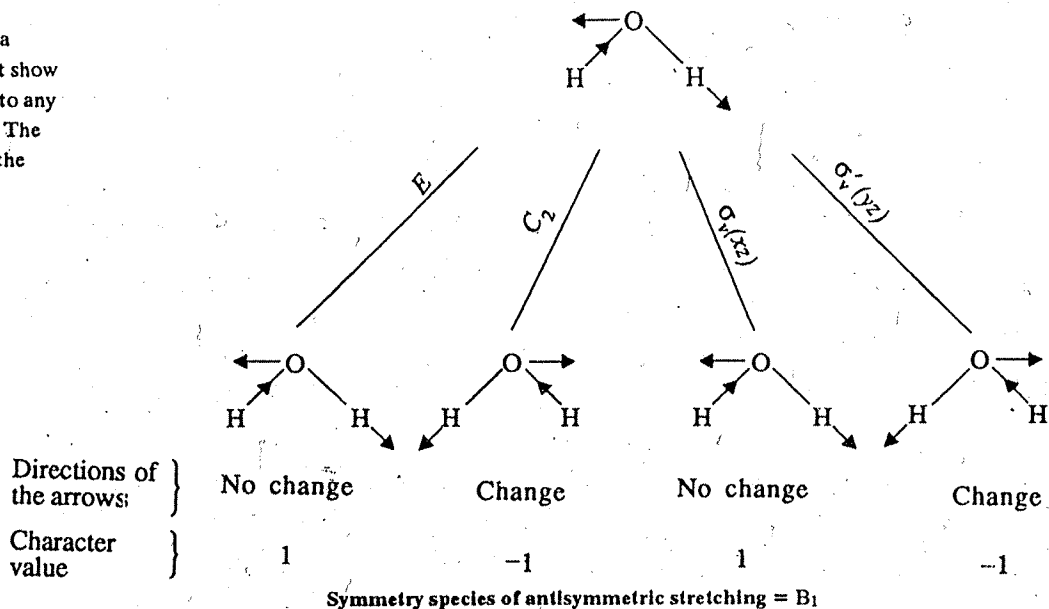 a
t show
to any
The
the
O
H H
E
C₂
σᵥ(xz)
σᵥ′(yz)
O O O O
H H H H H H H H
Directions of the arrows: } No change Change No change Change
Character value } 1 -1 1 -1
Symmetry species of antisymmetric stretching = B₁